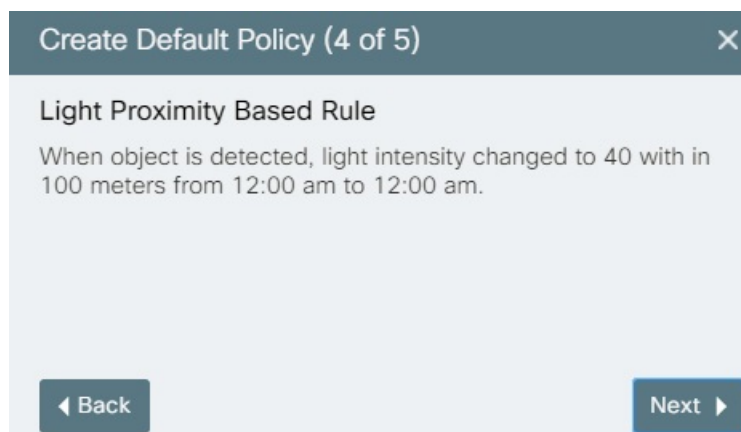 Create Default Policy (4 of 5)
Light Proximity Based Rule
When object is detected, light intensity changed to 40 with in
100 meters from 12:00 am to 12:00 am.
Back
Next